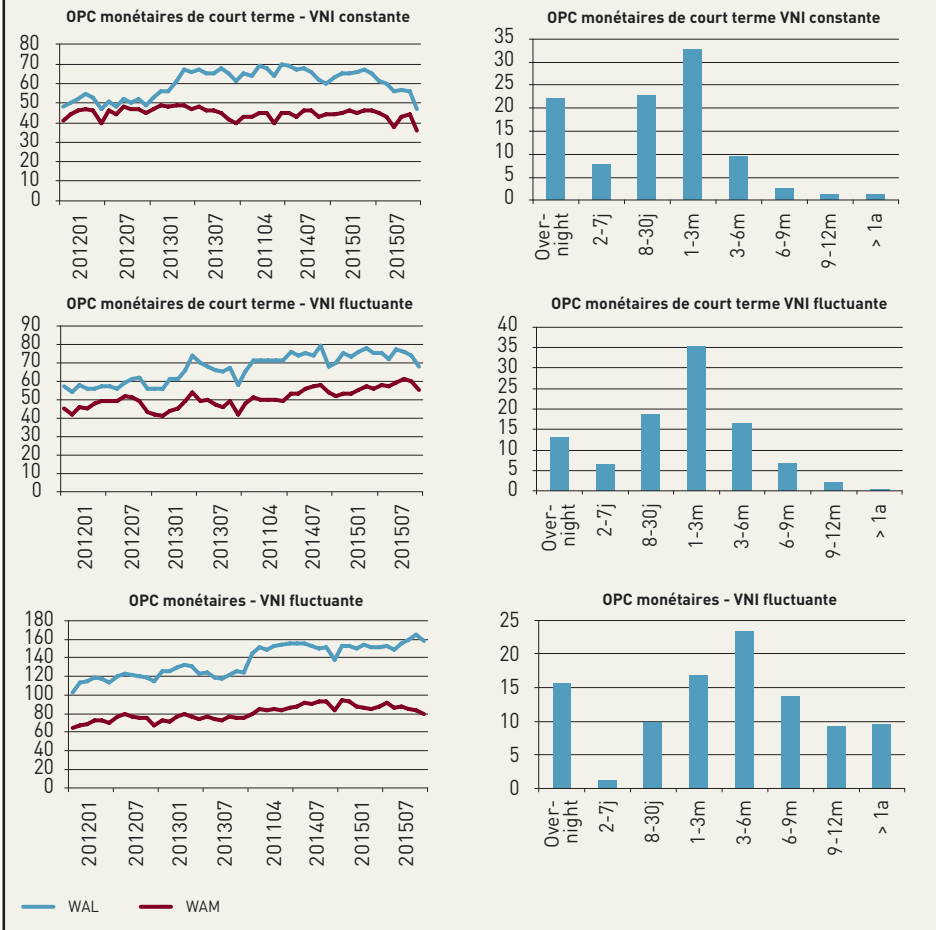 OPC monétaires de court terme - VNI constante
80
70
60
50
40
30
20
10
0
201201
201207
201301
201307
201104
201407
201501
201507
OPC monétaires de court terme VNI constante
35
30
25
20
15
10
5
0
Over-
night
2-7j
8-30j
1-3m
3-6m
6-9m
9-12m
> 1a
OPC monétaires de court terme - VNI fluctuante
90
80
70
60
50
40
30
20
10
0
201201
201207
201301
201307
201104
201407
201501
201507
OPC monétaires de court terme VNI fluctuante
40
35
30
25
20
15
10
5
0
Over-
night
2-7j
8-30j
1-3m
3-6m
6-9m
9-12m
> 1a
OPC monétaires - VNI fluctuante
180
160
140
120
100
80
60
40
20
0
201201
201207
201301
201307
201104
201407
201501
201507
OPC monétaires - VNI fluctuante
25
20
15
10
5
0
Over-
night
2-7j
8-30j
1-3m
3-6m
6-9m
9-12m
> 1a
WAL
WAM